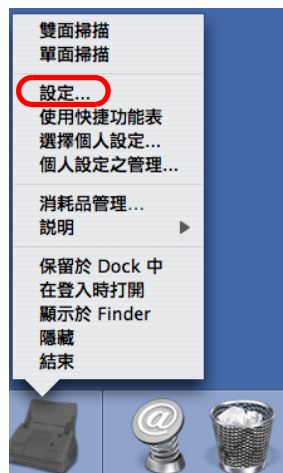 雙面掃描
單面掃描
設定...
使用快捷功能表
選擇個人設定...
個人設定之管理...
消耗品管理...
説明
保留於 Dock 中
在登入時打開
顯示於 Finder
隱藏
結束
@